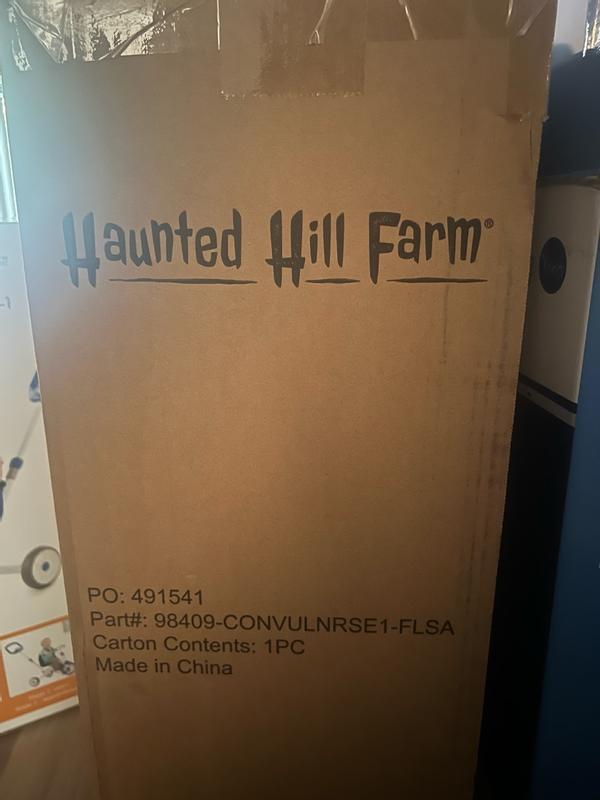 Haunted Hill Farm®
PO: 491541
Part#: 98409-CONVULNRSE1-FLSA
Carton Contents: 1PC
Made in China